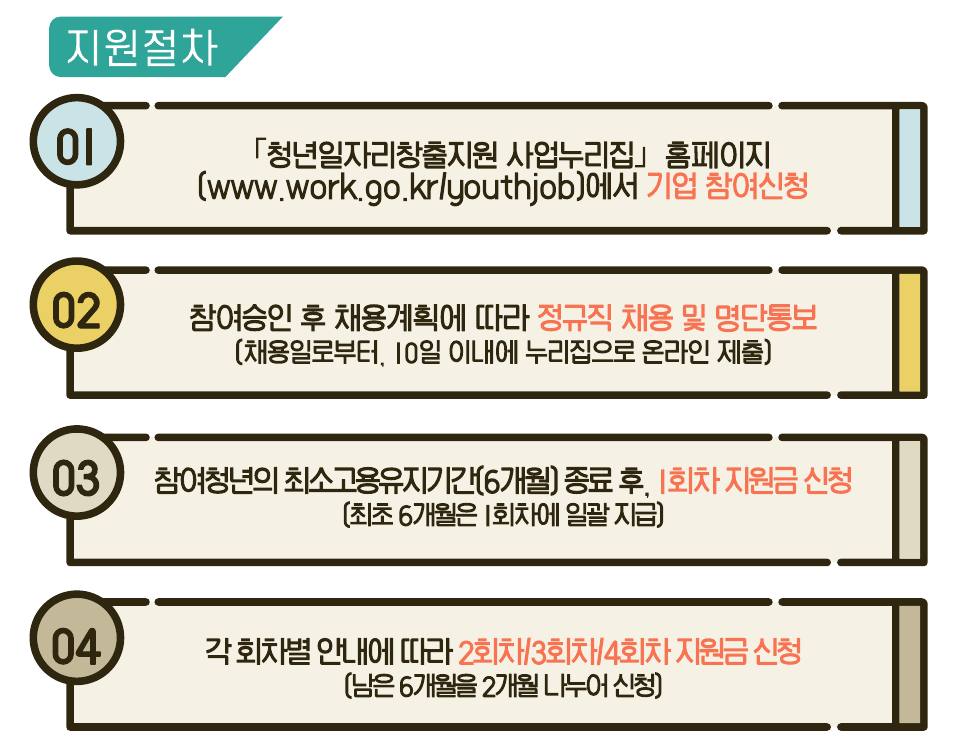 지원절차
01
「청년일자리창출지원 사업누리집」 홈페이지
(www.work.go.kr/youthjob)에서 기업 참여신청
02
참여승인 후 채용계획에 따라 정규직 채용 및 명단통보
(채용일로부터, 10일 이내에 누리집으로 온라인 제출)
03
참여청년의 최소고용유지기간(6개월) 종료 후, 1회차 지원금 신청
(최초 6개월은 1회차에 일괄 지급)
04
각 회차별 안내에 따라 2회차/3회차/4회차 지원금 신청
(남은 6개월을 2개월 나누어 신청)